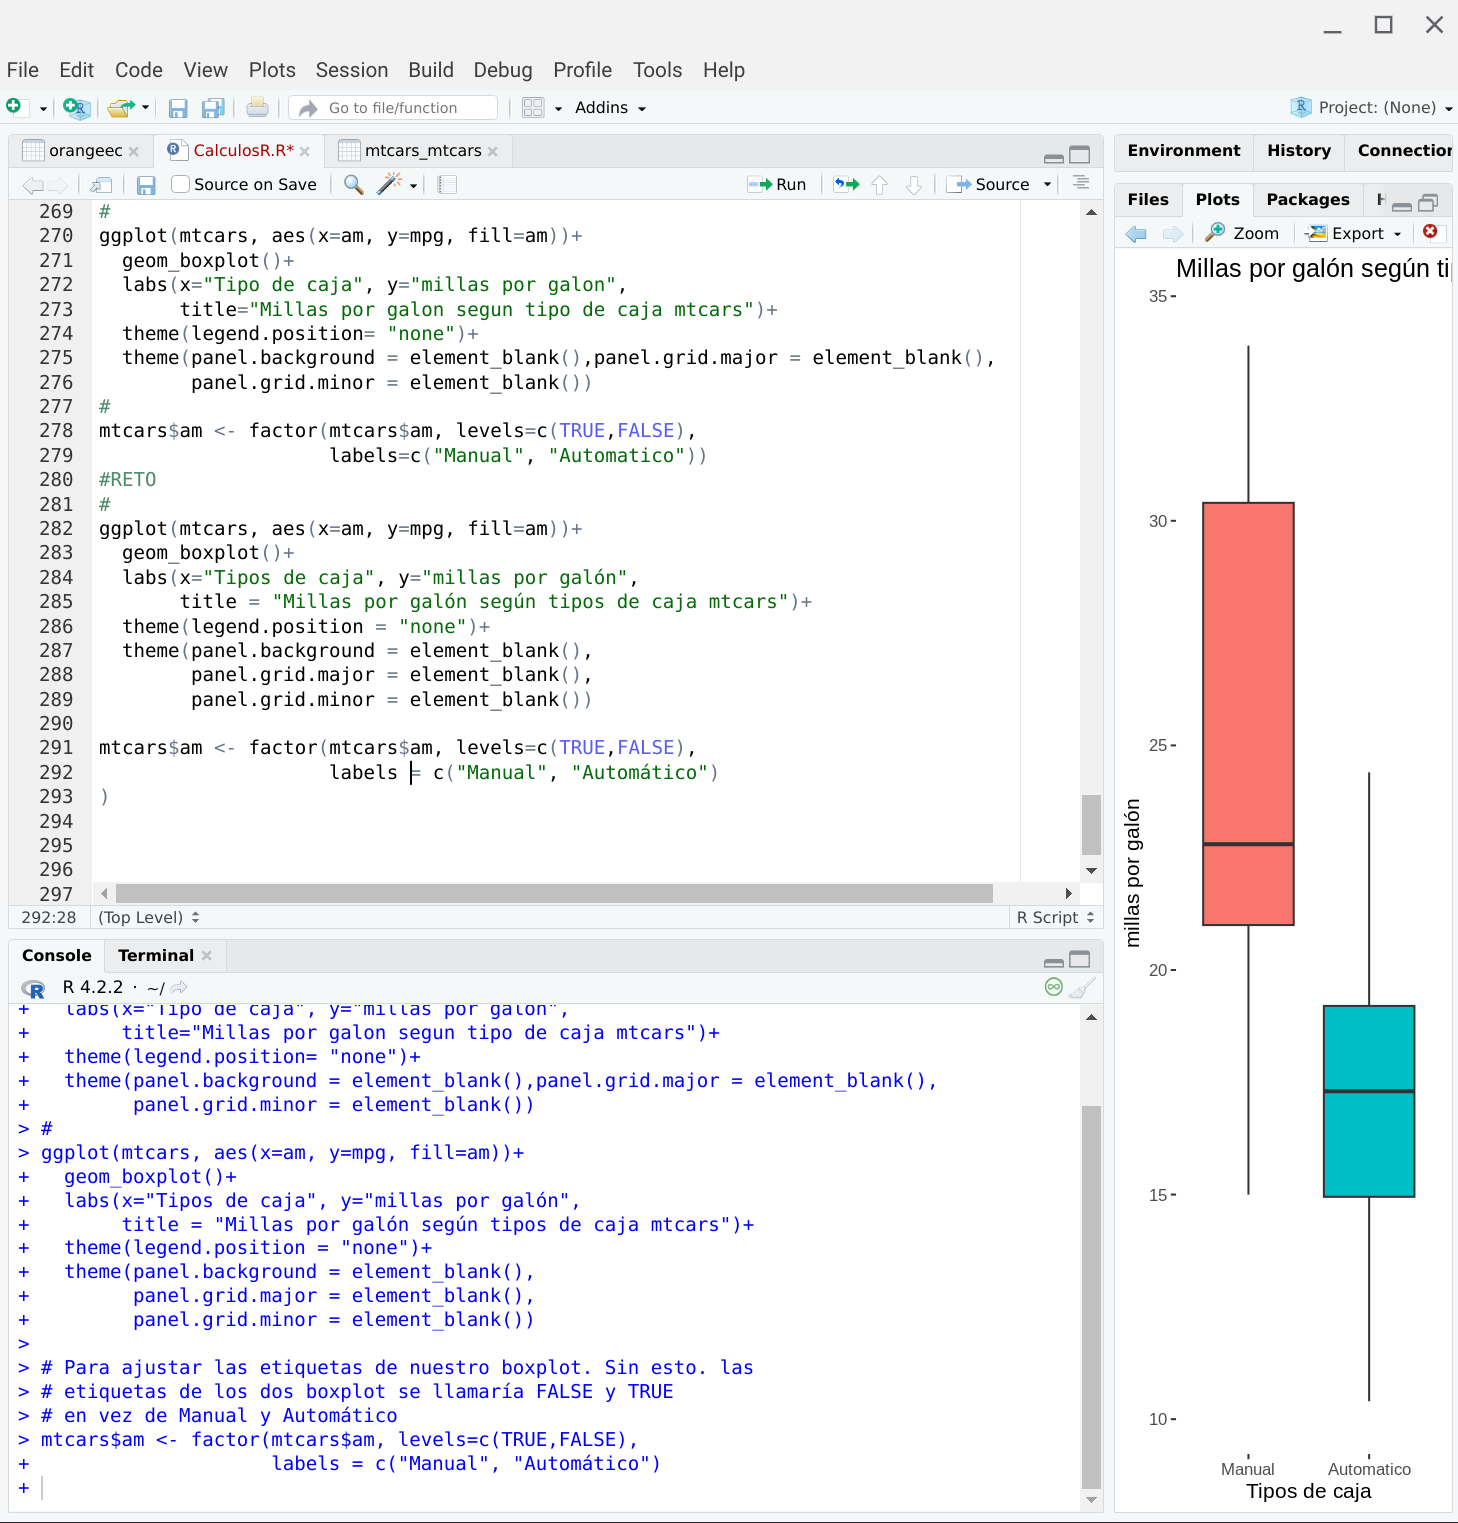 File Edit Code View Plots Session Build Debug Profile Tools Help
Go to file/function Addins Project: (None)
orangeec CalculosR.R* mtcars_mtcars
Source on Save Run Source
269 #
270 ggplot(mtcars, aes(x=am, y=mpg, fill=am))+
271   geom_boxplot()+
272   labs(x="Tipo de caja", y="millas por galon",
273        title="Millas por galon segun tipo de caja mtcars")+
274   theme(legend.position= "none")+
275   theme(panel.background = element_blank(),panel.grid.major = element_blank(),
276         panel.grid.minor = element_blank())
277 #
278 mtcars$am <- factor(mtcars$am, levels=c(TRUE,FALSE),
279                     labels=c("Manual", "Automatico"))
280 #RETO
281 #
282 ggplot(mtcars, aes(x=am, y=mpg, fill=am))+
283   geom_boxplot()+
284   labs(x="Tipos de caja", y="millas por galón",
285        title = "Millas por galón según tipos de caja mtcars")+
286   theme(legend.position = "none")+
287   theme(panel.background = element_blank(),
288         panel.grid.major = element_blank(),
289         panel.grid.minor = element_blank())
290
291 mtcars$am <- factor(mtcars$am, levels=c(TRUE,FALSE),
292                     labels = c("Manual", "Automático")
293 )
294
295
296
297
292:28 (Top Level) R Script
Console Terminal
R 4.2.2 · ~/
+   labs(x="Tipo de caja", y="millas por galon",
+        title="Millas por galon segun tipo de caja mtcars")+
+   theme(legend.position= "none")+
+   theme(panel.background = element_blank(),panel.grid.major = element_blank(),
+         panel.grid.minor = element_blank())
> #
> ggplot(mtcars, aes(x=am, y=mpg, fill=am))+
+   geom_boxplot()+
+   labs(x="Tipos de caja", y="millas por galón",
+        title = "Millas por galón según tipos de caja mtcars")+
+   theme(legend.position = "none")+
+   theme(panel.background = element_blank(),
+         panel.grid.major = element_blank(),
+         panel.grid.minor = element_blank())
>
> # Para ajustar las etiquetas de nuestro boxplot. Sin esto. las
> # etiquetas de los dos boxplot se llamaría FALSE y TRUE
> # en vez de Manual y Automático
> mtcars$am <- factor(mtcars$am, levels=c(TRUE,FALSE),
+                     labels = c("Manual", "Automático")
+
Environment History Connection
Files Plots Packages H
Zoom Export
Millas por galón según ti
35
30
25
20
15
10
millas por galón
Manual Automatico
Tipos de caja